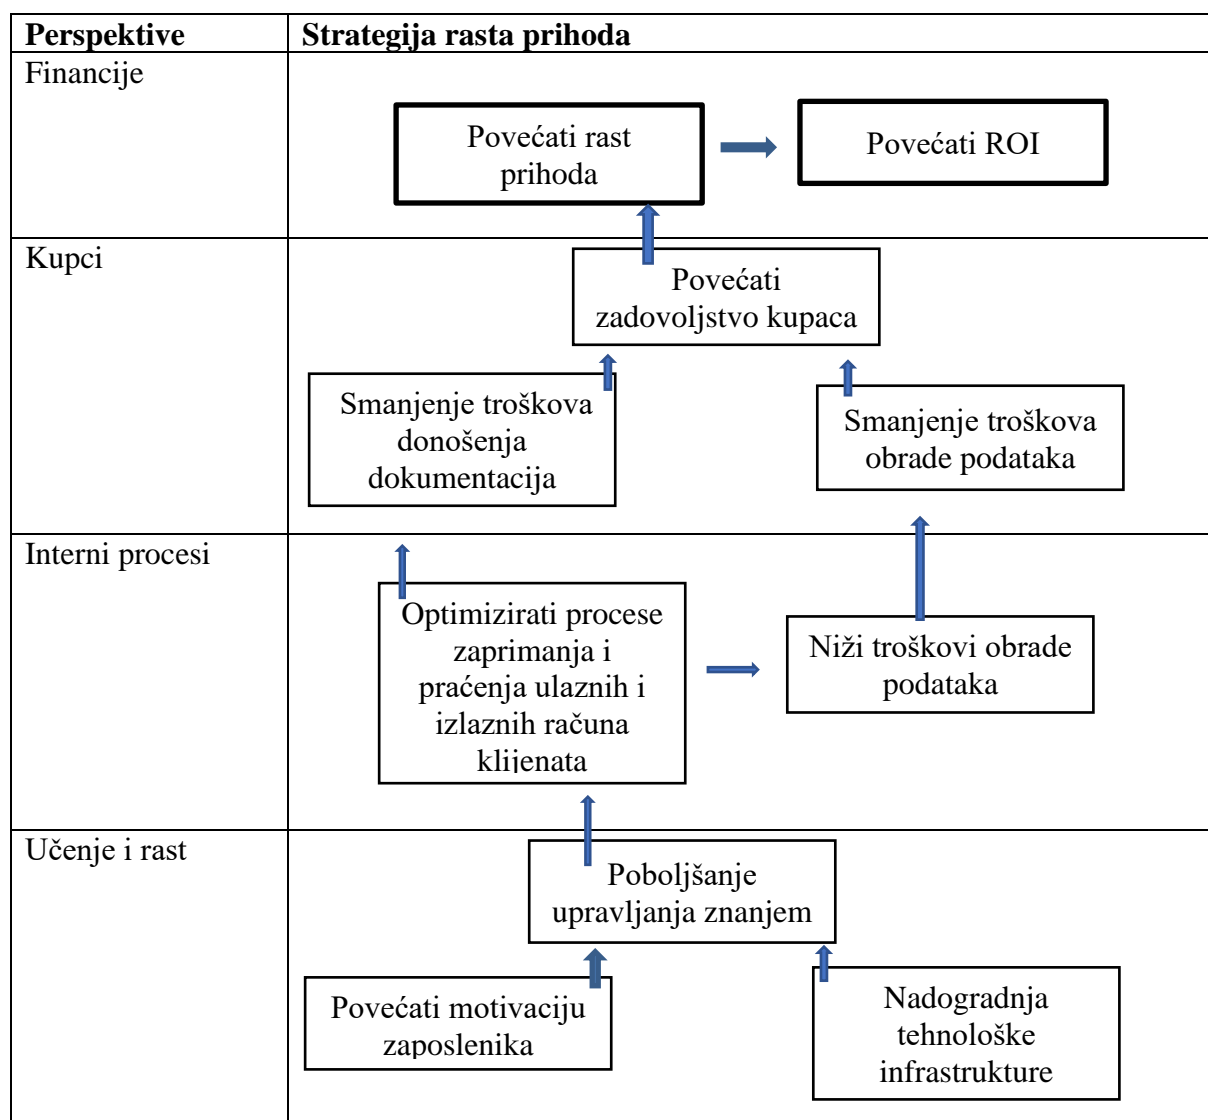 Perspektive
Strategija rasta prihoda
Financije
Povećati rast
prihoda
Povećati ROI
Kupci
Povećati
zadovoljstvo kupaca
Smanjenje troškova
donošenja
dokumentacija
Smanjenje troškova
obrade podataka
Interni procesi
Optimizirati procese
zaprimanja i
praćenja ulaznih i
izlaznih računa
klijenata
Niži troškovi obrade
podataka
Učenje i rast
Poboljšanje
upravljanja znanjem
Povećati motivaciju
zaposlenika
Nadogradnja
tehnološke
infrastrukture